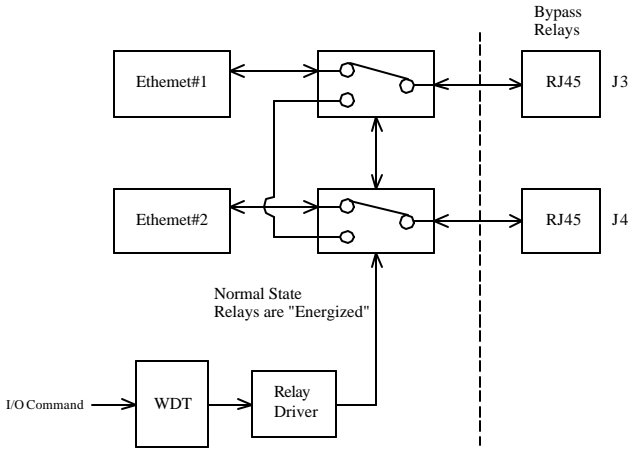 Bypass
Relays
Ethemet#1
RJ45
J3
Ethemet#2
RJ45
J4
Normal State
Relays are "Energized"
I/O Command
WDT
Relay
Driver